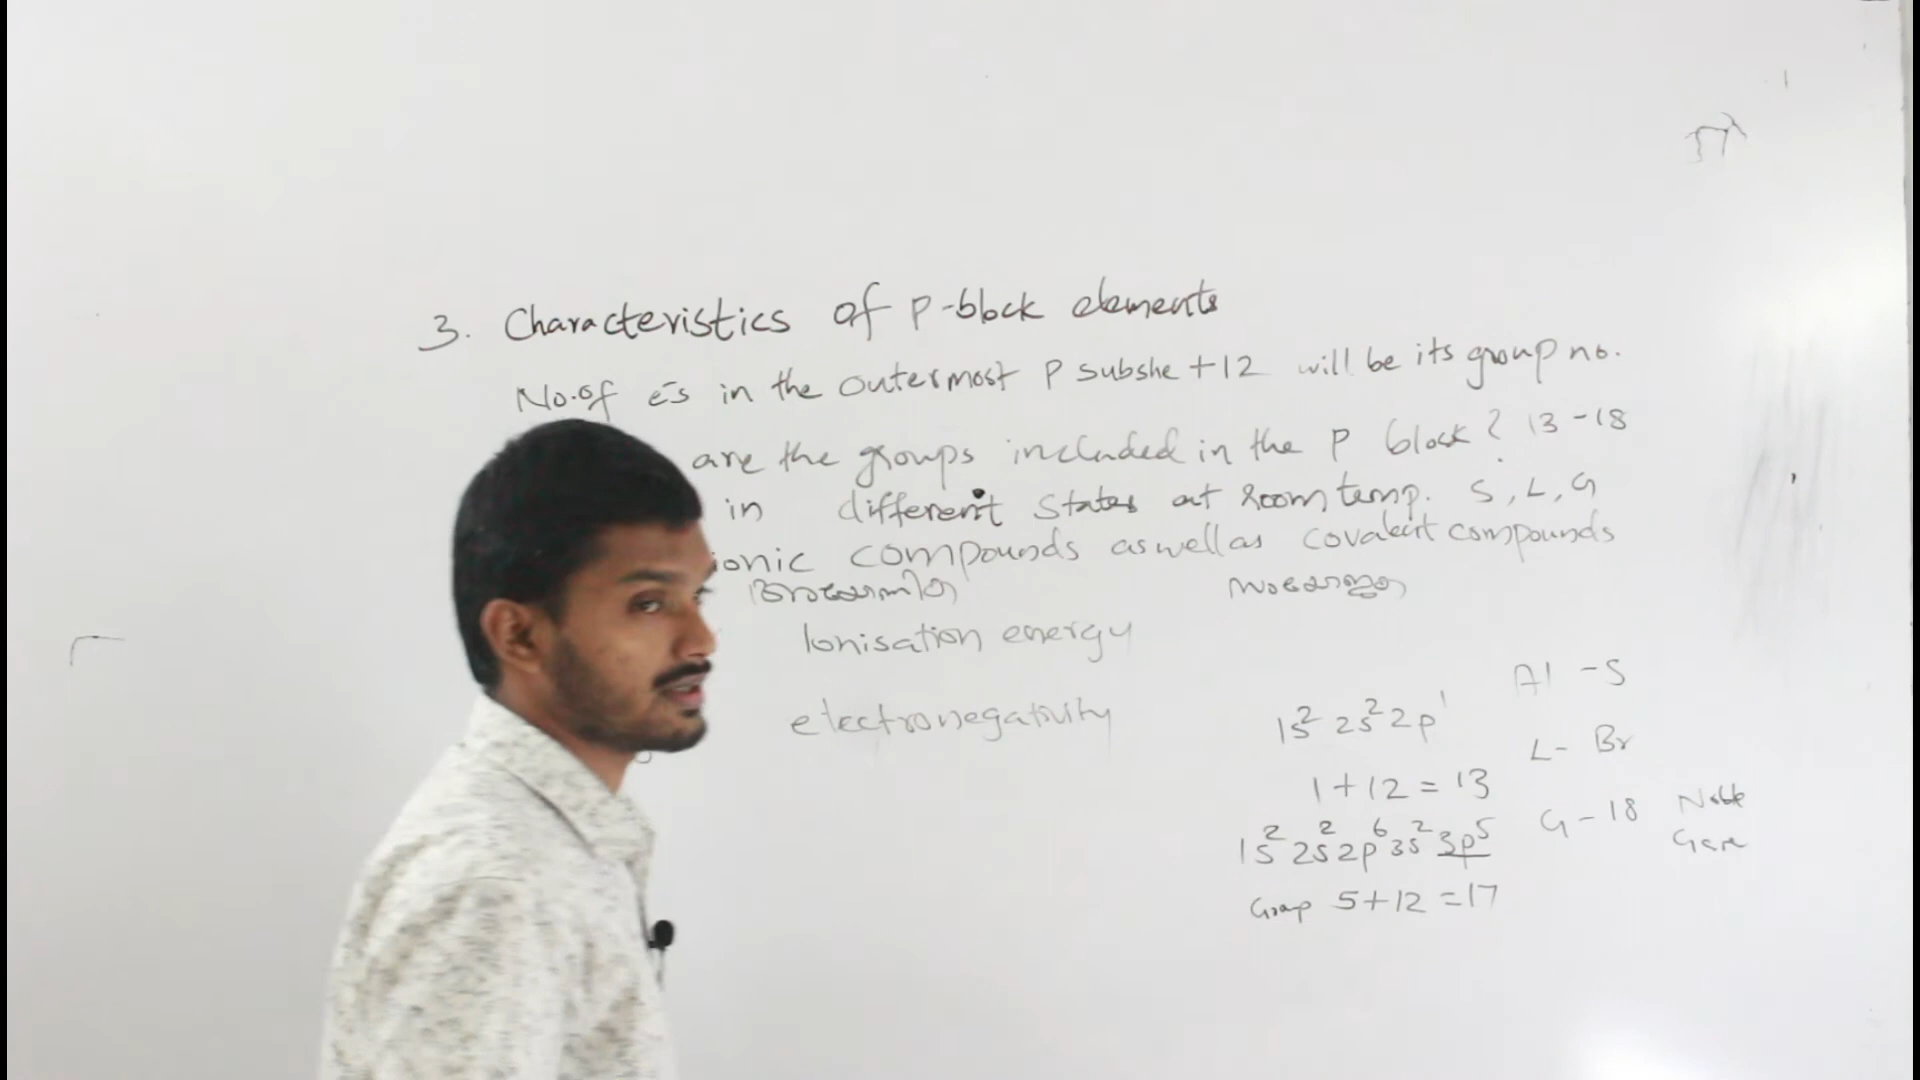 3. Characteristics of P-block elements
No.of e̅s in the outermost P subshe +12 will be its group no.
are the groups included in the P block? 13-18
in different states at room temp. S, L, G
ionic compounds as well as covalent compounds
Ionisation energy
electronegativity
1s² 2s² 2p¹
1+12 = 13
1s² 2s² 2p⁶ 3s² 3p⁵
Group 5+12 =17
Al -S
L- Br
G-18 Noble